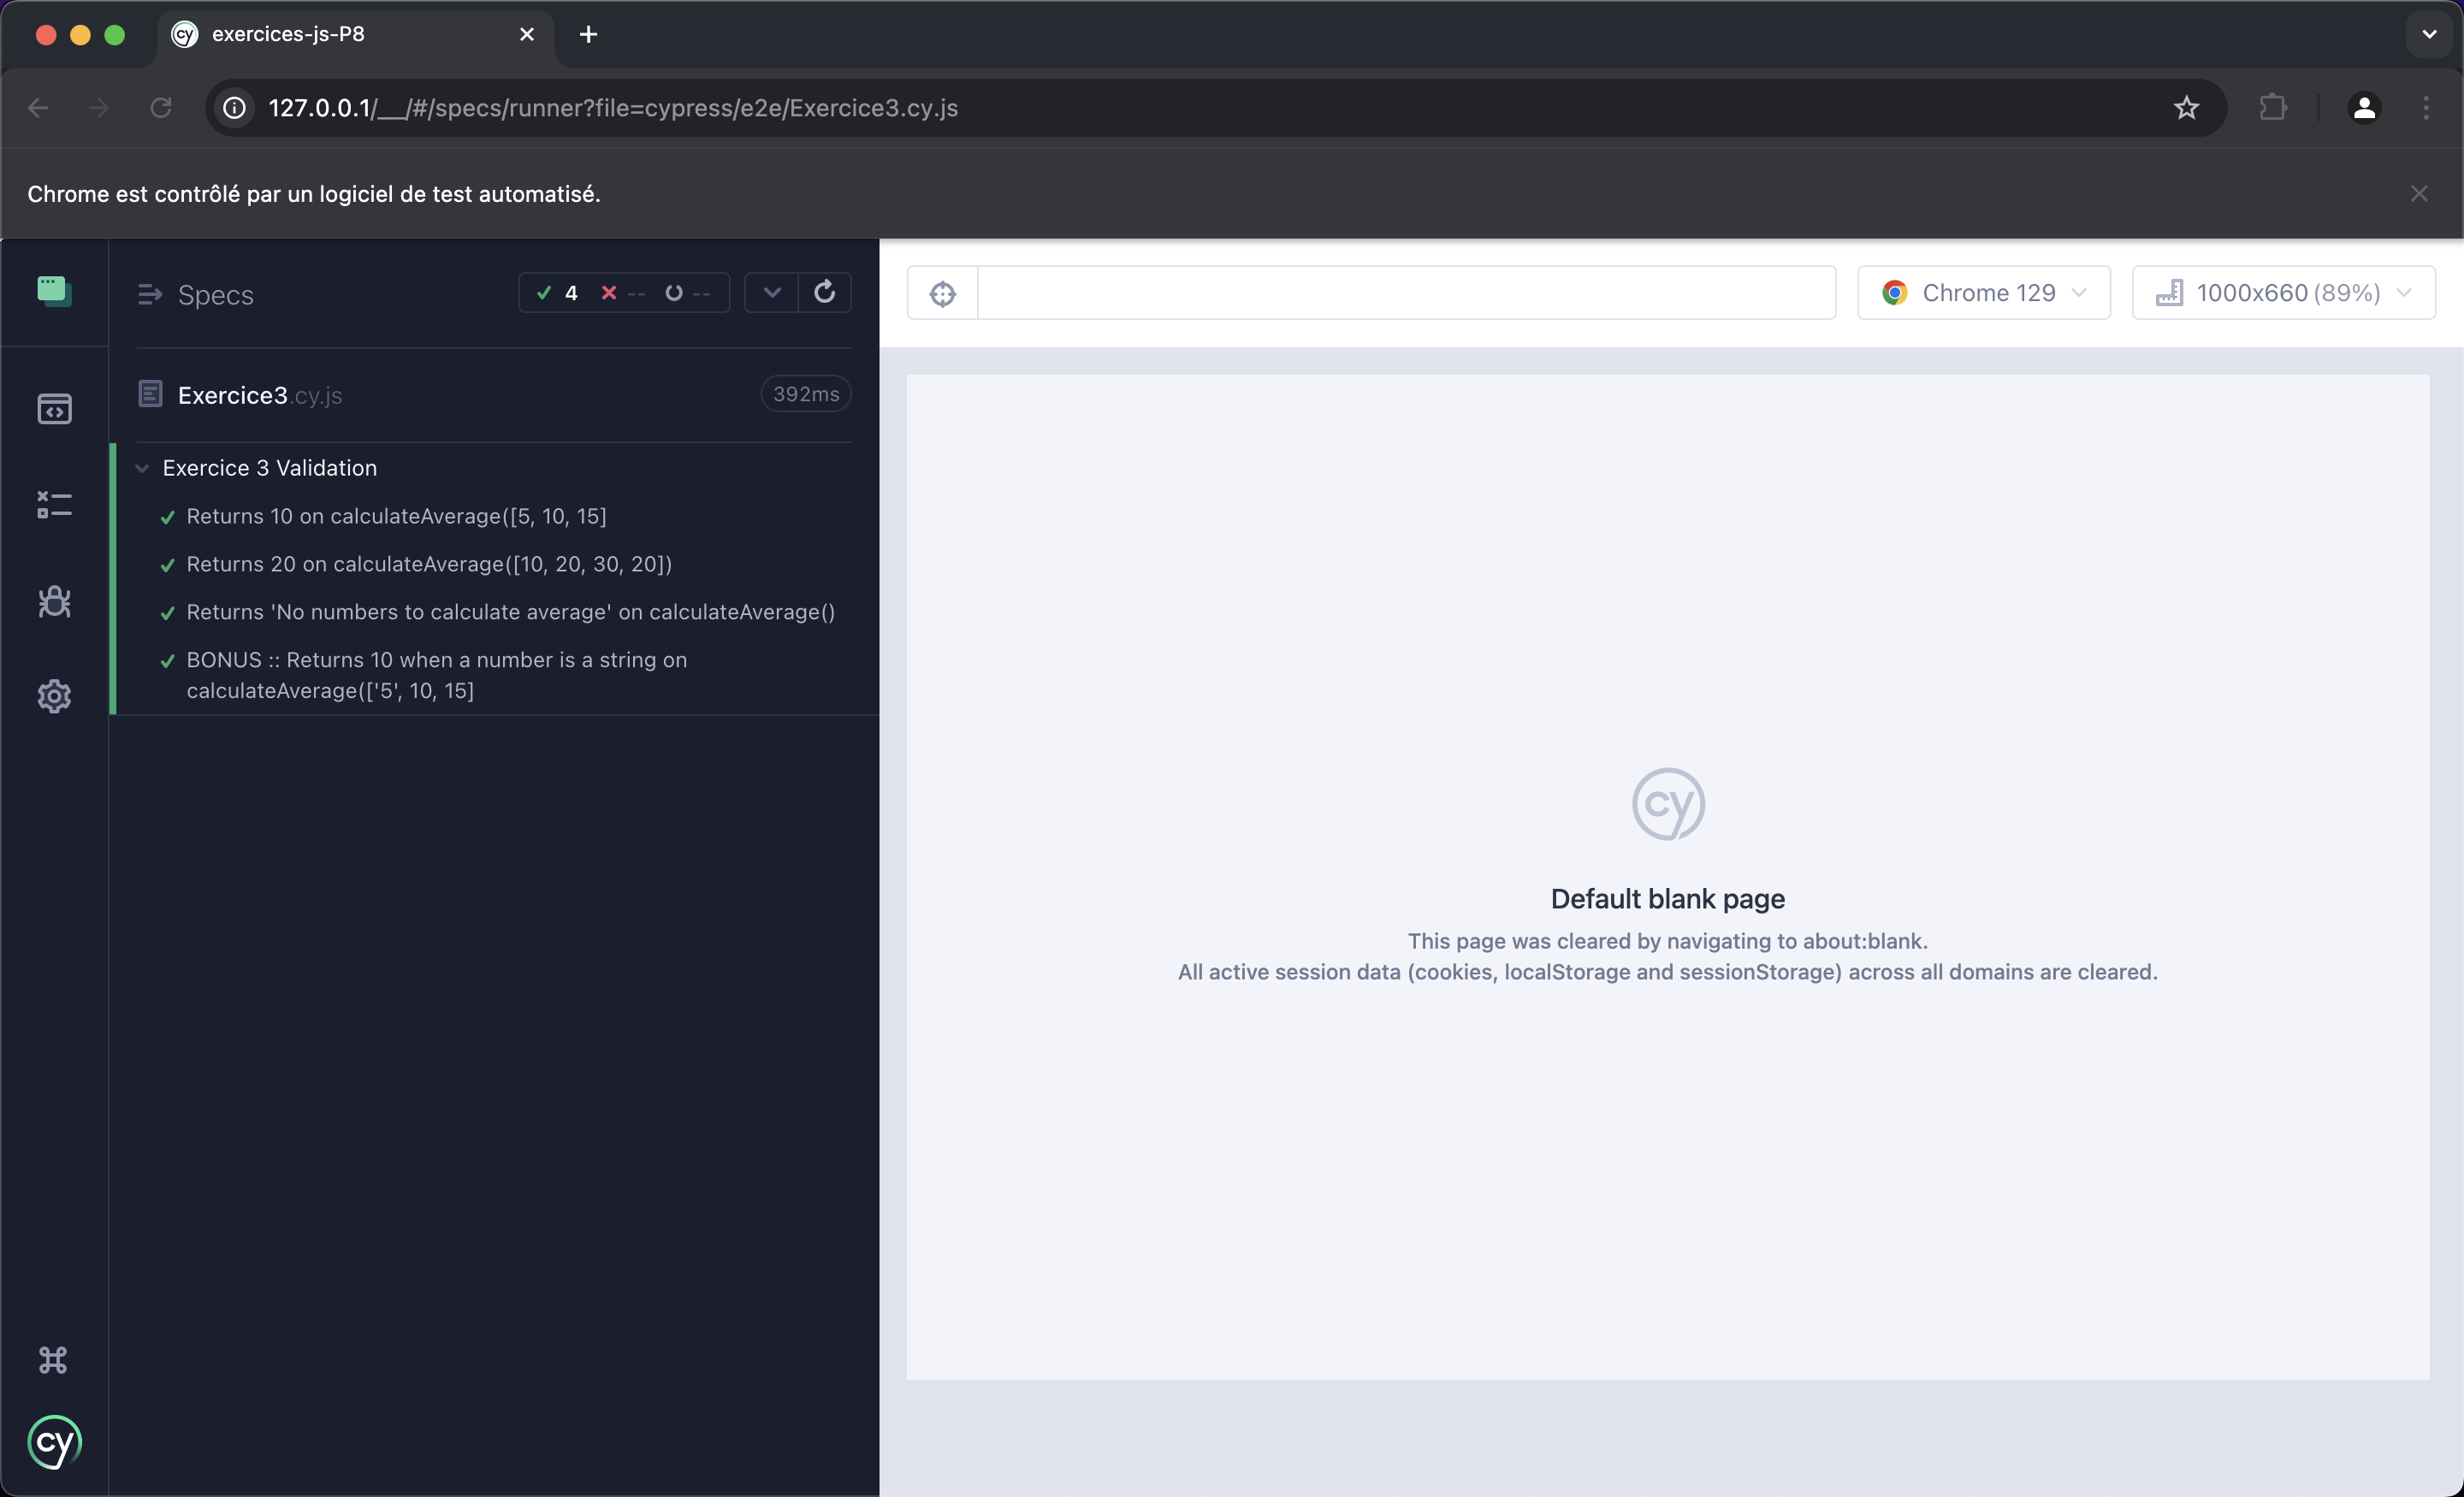 exercices-js-P8
127.0.0.1/__/#/specs/runner?file=cypress/e2e/Exercice3.cy.js
Chrome est contrôlé par un logiciel de test automatisé.
Specs
4 -- --
Exercice3.cy.js
392ms
Exercice 3 Validation
Returns 10 on calculateAverage([5, 10, 15]
Returns 20 on calculateAverage([10, 20, 30, 20])
Returns 'No numbers to calculate average' on calculateAverage()
BONUS :: Returns 10 when a number is a string on
calculateAverage(['5', 10, 15]
cy
Chrome 129
1000x660 (89%)
cy
Default blank page
This page was cleared by navigating to about:blank.
All active session data (cookies, localStorage and sessionStorage) across all domains are cleared.